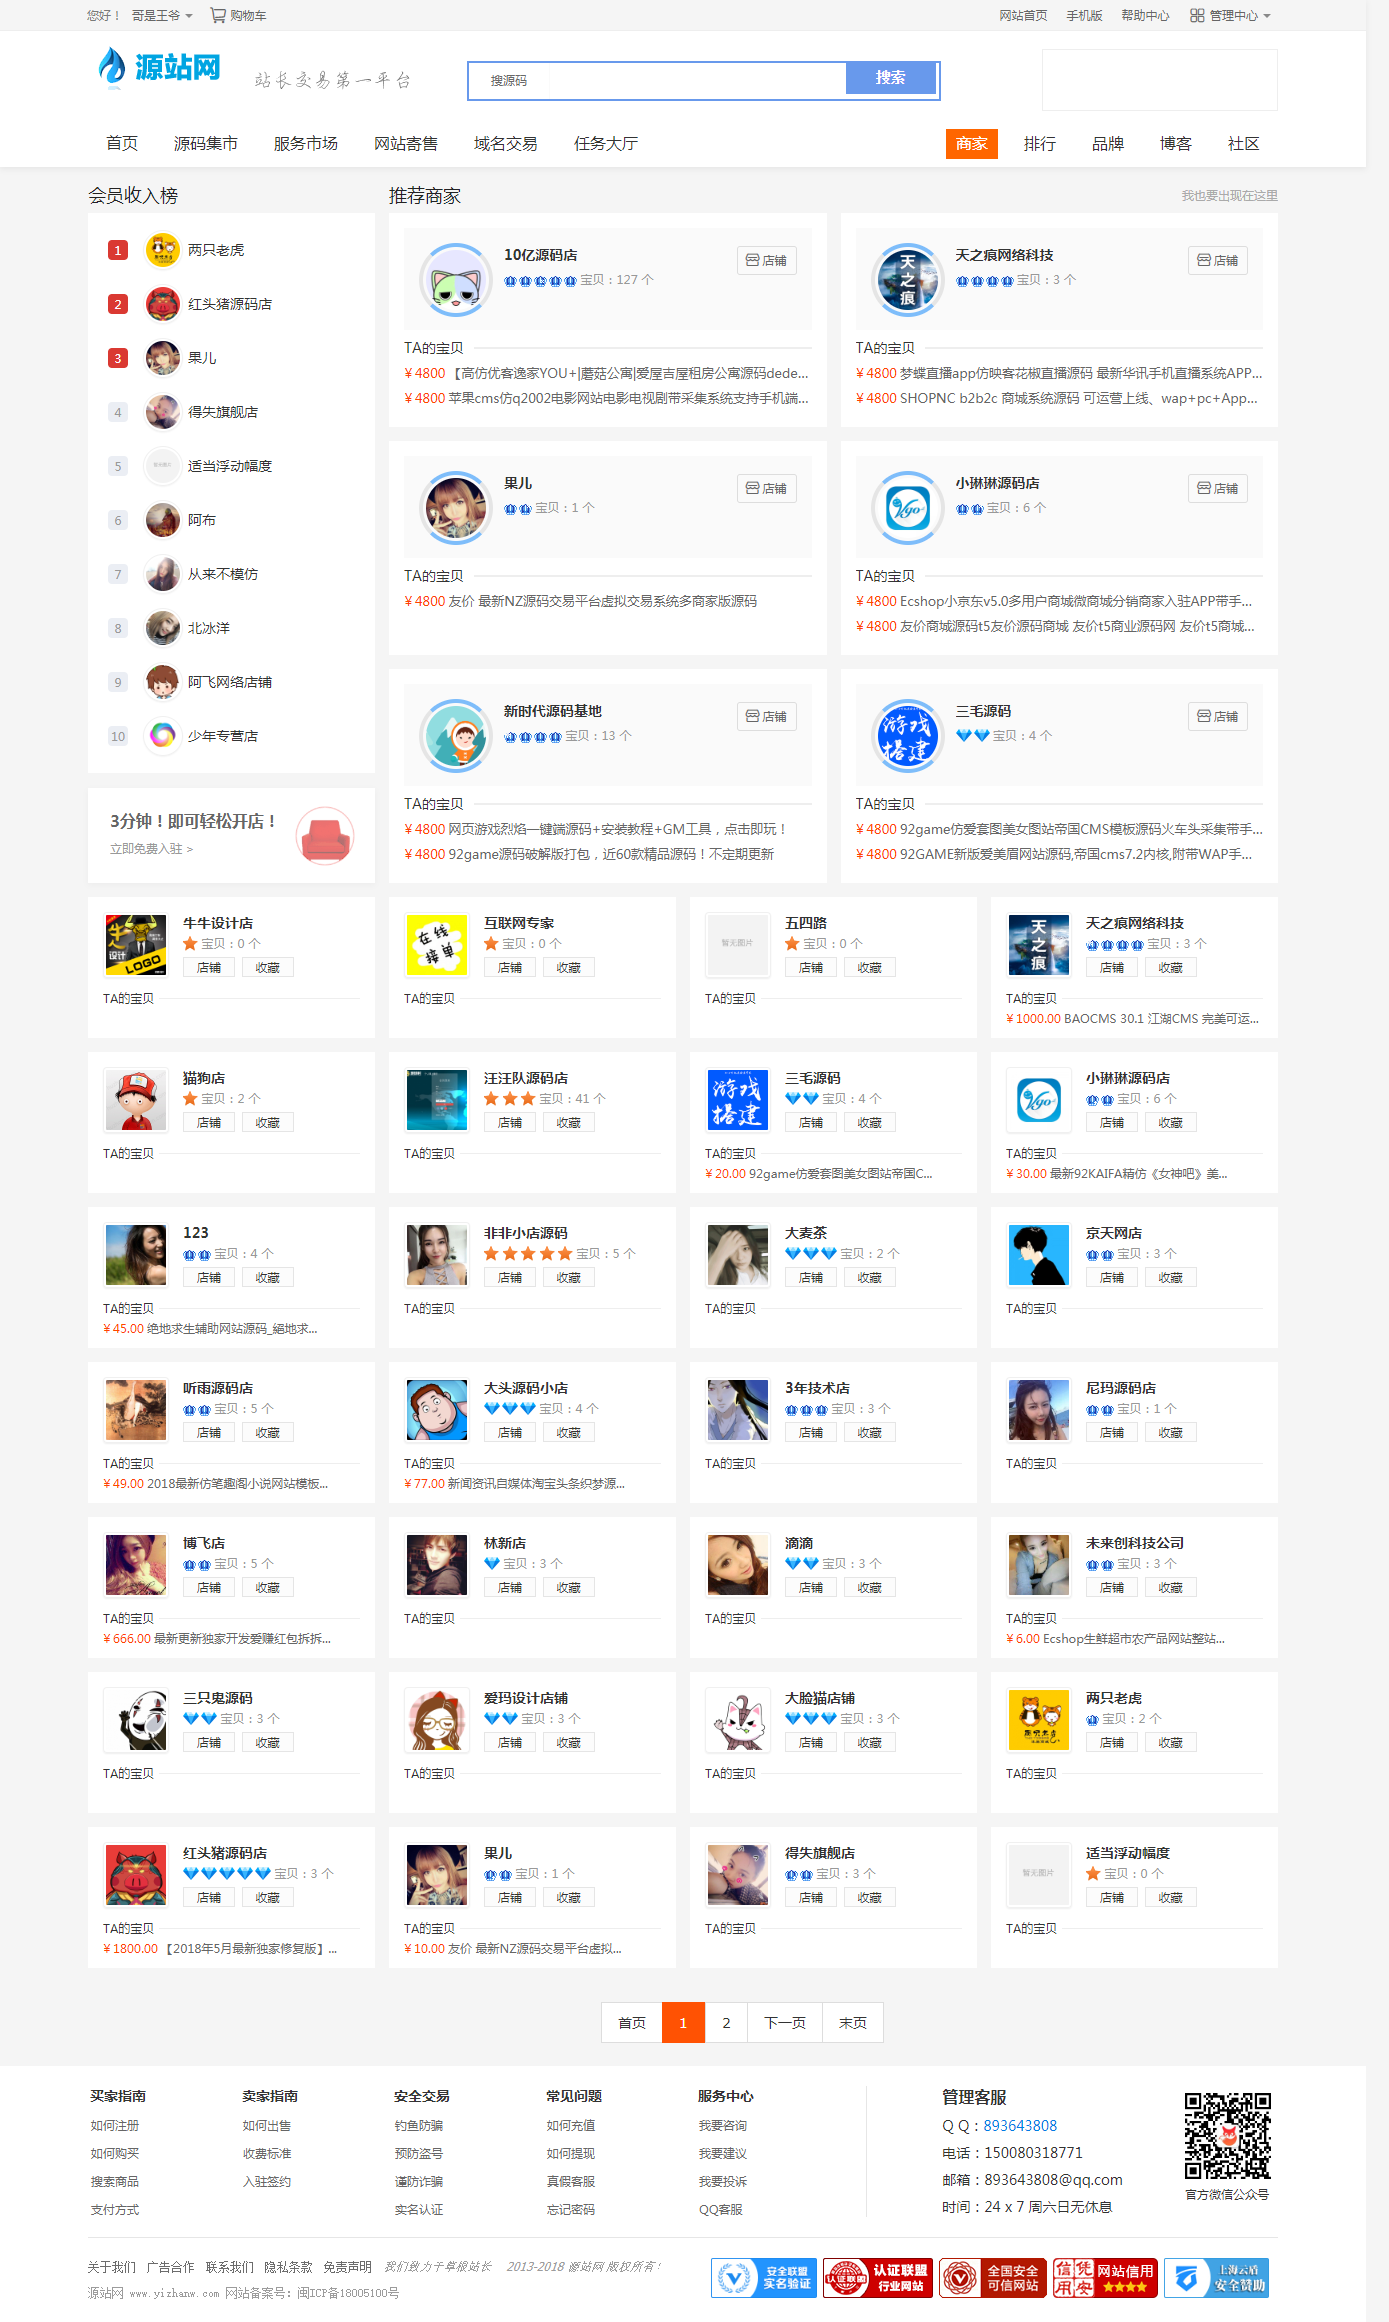 您好！ 哥是王爷 购物车 网站首页 手机版 帮助中心 管理中心
源站网 站长交易第一平台 搜源码 搜索
首页 源码集市 服务市场 网站寄售 域名交易 任务大厅 商家 排行 品牌 博客 社区
会员收入榜
1 两只老虎
2 红头猪源码店
3 果儿
4 得失旗舰店
5 适当浮动幅度
6 阿布
7 从来不模仿
8 北冰洋
9 阿飞网络店铺
10 少年专营店
3分钟！即可轻松开店！
立即免费入驻 >
推荐商家 我也要出现在这里
10亿源码店 店铺
宝贝：127 个
TA的宝贝
￥4800 【高仿优客逸家YOU+|蘑菇公寓|爱屋吉屋租房公寓源码dede...
￥4800 苹果cms仿q2002电影网站电影电视剧带采集系统支持手机端...
天之痕网络科技 店铺
天之痕
宝贝：3 个
TA的宝贝
￥4800 梦蝶直播app仿映客花椒直播源码 最新华讯手机直播系统APP...
￥4800 SHOPNC b2b2c 商城系统源码 可运营上线、wap+pc+App...
果儿 店铺
宝贝：1 个
TA的宝贝
￥4800 友价 最新NZ源码交易平台虚拟交易系统多商家版源码
小琳琳源码店 店铺
宝贝：6 个
TA的宝贝
￥4800 Ecshop小京东v5.0多用户商城微商城分销商家入驻APP带手...
￥4800 友价商城源码t5友价源码商城 友价t5商业源码网 友价t5商城...
新时代源码基地 店铺
宝贝：13 个
TA的宝贝
￥4800 网页游戏烈焰一键端源码+安装教程+GM工具，点击即玩！
￥4800 92game源码破解版打包，近60款精品源码！不定期更新
三毛源码 店铺
游戏搭建
宝贝：4 个
TA的宝贝
￥4800 92game仿爱套图美女图站帝国CMS模板源码火车头采集带手...
￥4800 92GAME新版爱美眉网站源码,帝国cms7.2内核,附带WAP手...
牛牛设计店
LOGO
宝贝：0 个
店铺 收藏
TA的宝贝
互联网专家
在线接单
宝贝：0 个
店铺 收藏
TA的宝贝
五四路
暂无图片
宝贝：0 个
店铺 收藏
TA的宝贝
天之痕网络科技
天之痕
宝贝：3 个
店铺 收藏
TA的宝贝
￥1000.00 BAOCMS 30.1 江湖CMS 完美可运...
猫狗店
宝贝：2 个
店铺 收藏
TA的宝贝
汪汪队源码店
宝贝：41 个
店铺 收藏
TA的宝贝
三毛源码
游戏搭建
宝贝：4 个
店铺 收藏
TA的宝贝
￥20.00 92game仿爱套图美女图站帝国C...
小琳琳源码店
宝贝：6 个
店铺 收藏
TA的宝贝
￥30.00 最新92KAIFA精仿《女神吧》美...
123
宝贝：4 个
店铺 收藏
TA的宝贝
￥45.00 绝地求生辅助网站源码_絕地求...
非非小店源码
宝贝：5 个
店铺 收藏
TA的宝贝
大麦茶
宝贝：2 个
店铺 收藏
TA的宝贝
京天网店
宝贝：3 个
店铺 收藏
TA的宝贝
听雨源码店
宝贝：5 个
店铺 收藏
TA的宝贝
￥49.00 2018最新仿笔趣阁小说网站模板...
大头源码小店
宝贝：4 个
店铺 收藏
TA的宝贝
￥77.00 新闻资讯自媒体淘宝头条织梦源...
3年技术店
宝贝：3 个
店铺 收藏
TA的宝贝
尼玛源码店
宝贝：1 个
店铺 收藏
TA的宝贝
博飞店
宝贝：5 个
店铺 收藏
TA的宝贝
￥666.00 最新更新独家开发爱赚红包拆拆...
林新店
宝贝：3 个
店铺 收藏
TA的宝贝
滴滴
宝贝：3 个
店铺 收藏
TA的宝贝
未来创科技公司
宝贝：3 个
店铺 收藏
TA的宝贝
￥6.00 Ecshop生鲜超市农产品网站整站...
三只鬼源码
宝贝：3 个
店铺 收藏
TA的宝贝
爱玛设计店铺
宝贝：3 个
店铺 收藏
TA的宝贝
大脸猫店铺
宝贝：3 个
店铺 收藏
TA的宝贝
两只老虎
宝贝：2 个
店铺 收藏
TA的宝贝
红头猪源码店
宝贝：3 个
店铺 收藏
TA的宝贝
￥1800.00 【2018年5月最新独家修复版】...
果儿
宝贝：1 个
店铺 收藏
TA的宝贝
￥10.00 友价 最新NZ源码交易平台虚拟...
得失旗舰店
宝贝：3 个
店铺 收藏
TA的宝贝
适当浮动幅度
暂无图片
宝贝：0 个
店铺 收藏
TA的宝贝
首页 1 2 下一页 末页
买家指南
如何注册
如何购买
搜索商品
支付方式
卖家指南
如何出售
收费标准
入驻签约
安全交易
钓鱼防骗
预防盗号
谨防诈骗
实名认证
常见问题
如何充值
如何提现
真假客服
忘记密码
服务中心
我要咨询
我要建议
我要投诉
QQ客服
管理客服
Q Q：893643808
电话：150080318771
邮箱：893643808@qq.com
时间：24 x 7 周六日无休息
官方微信公众号
关于我们 广告合作 联系我们 隐私条款 免责声明 我们致力于草根站长 2013-2018 源站网 版权所有！
源站网 www.yizhanw.com 网站备案号：闽ICP备18005100号
安全联盟
实名验证
认证联盟
行业网站
全国安全
可信网站
信用凭安
网站信用
上海云盾
安全赞助